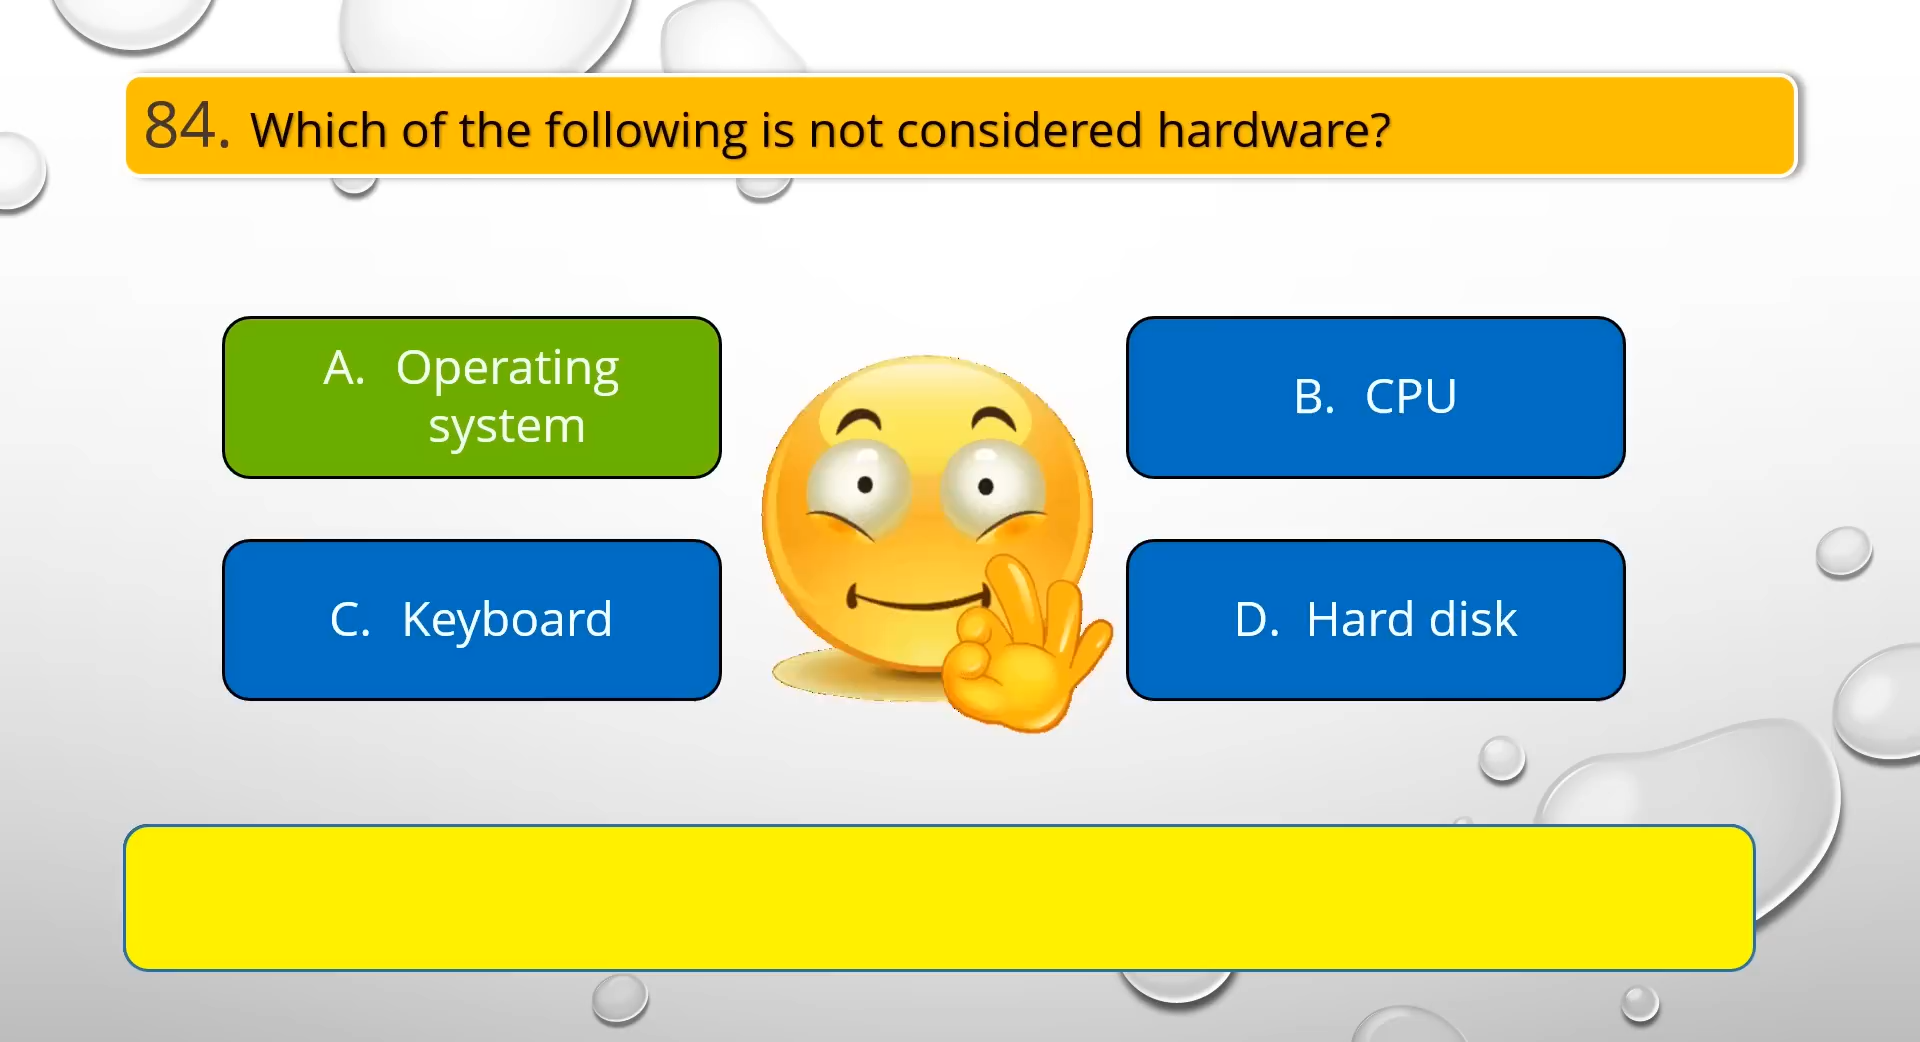 84. Which of the following is not considered hardware?
A. Operating
system
B. CPU
C. Keyboard
D. Hard disk